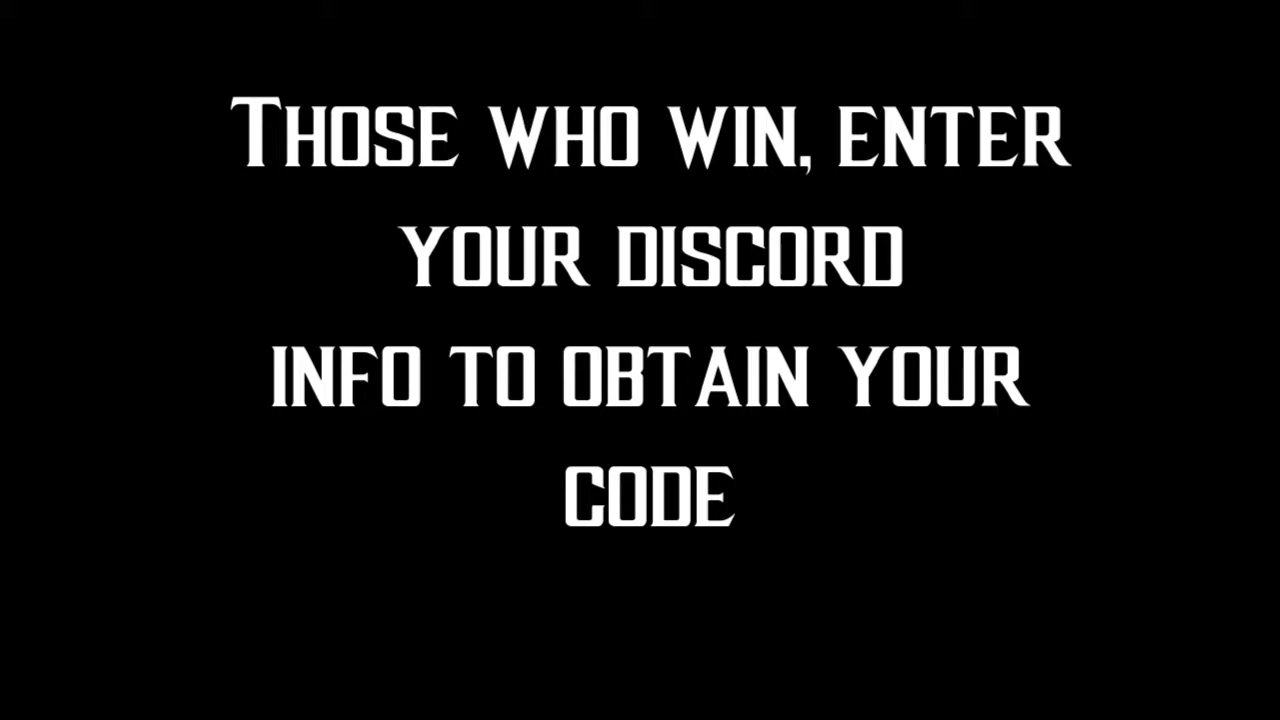 Those who win, enter
your discord
info to obtain your
code